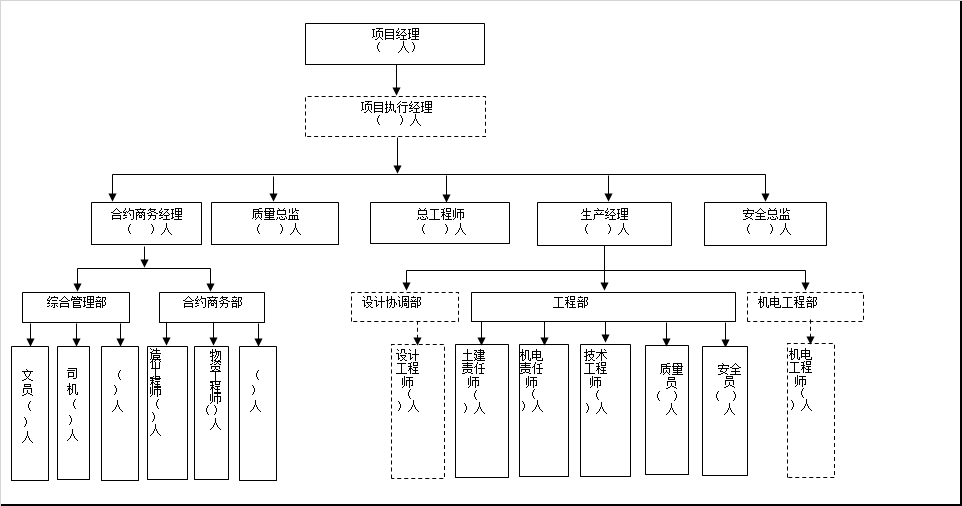 项目经理
(    人)
项目执行经理
(    )人
合约商务经理
(    )人
质量总监
(    )人
总工程师
(    )人
生产经理
(    )人
安全总监
(    )人
综合管理部
合约商务部
设计协调部
工程部
机电工程部
文员(  )人
司机(  )人
(  )人
造价工程师(  )人
物资工程师(  )人
(  )人
设计
工程
师(
)人
土建
责任
师(
)人
机电
责任
师(
)人
技术
工程
师(
)人
质量
员
(  )人
安全
员
(  )人
机电
工程
师(
)人